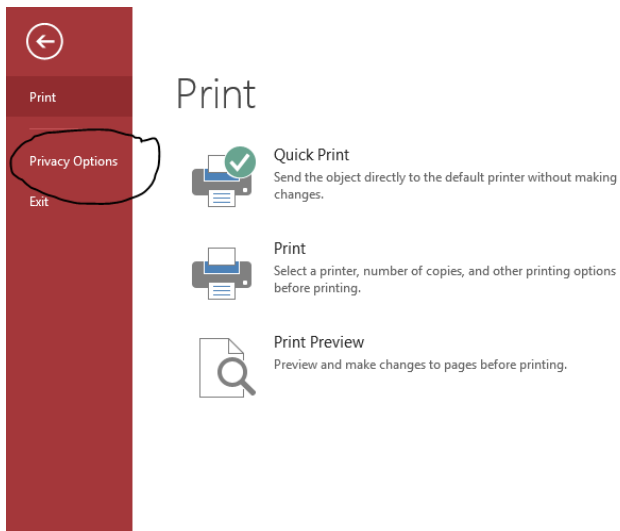 Print
Privacy Options
Exit
Print
Quick Print
Send the object directly to the default printer without making
changes.
Print
Select a printer, number of copies, and other printing options
before printing.
Print Preview
Preview and make changes to pages before printing.